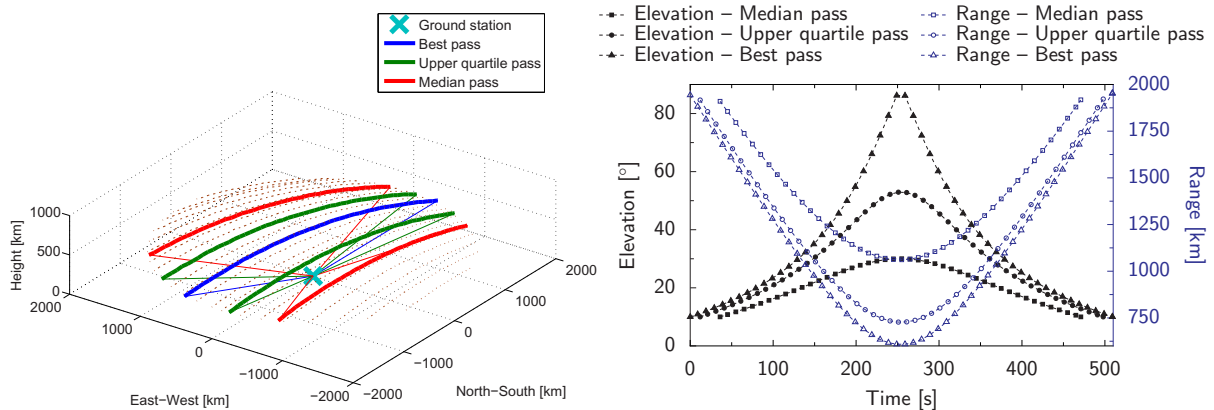 Ground station
Best pass
Upper quartile pass
Median pass
1000
500
0
Height [km]
2000
1000
0
−1000
−2000
East−West [km]
−2000
−1000
0
1000
2000
North−South [km]
Elevation – Median pass
Elevation – Upper quartile pass
Elevation – Best pass
Range – Median pass
Range – Upper quartile pass
Range – Best pass
80
60
40
20
0
Elevation [°]
2000
1750
1500
1250
1000
750
Range [km]
0 100 200 300 400 500
Time [s]